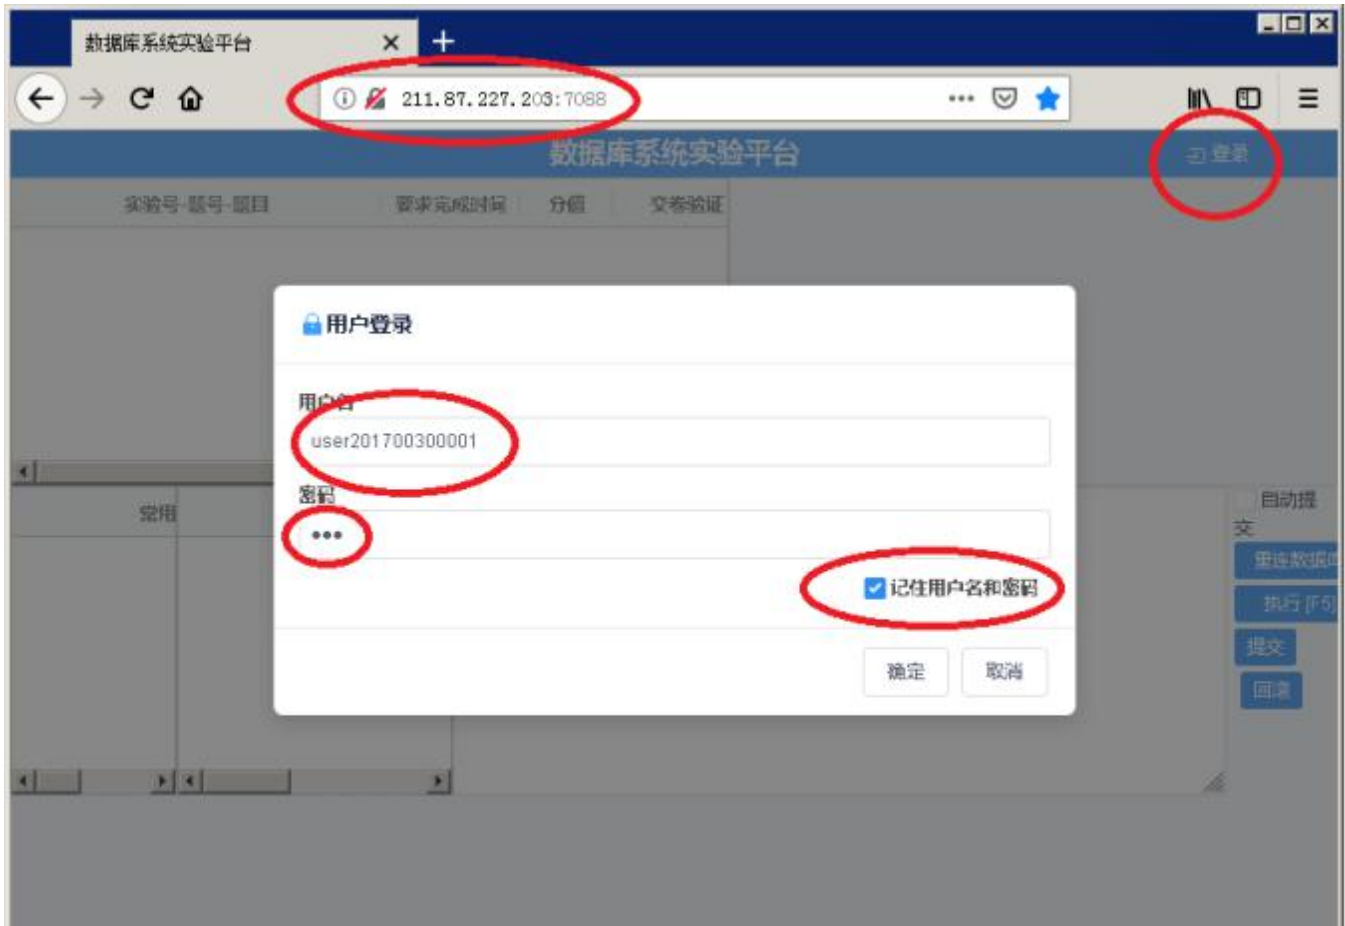 数据库系统实验平台
211.87.227.203:7088
数据库系统实验平台
登录
实验号-题号-题目 要求完成时间 分值 交卷验证
用户登录
用户名
user201700300001
密码
•••
记住用户名和密码
确定 取消
常用
自动提
交
重连数据库
执行 [F5]
提交
回滚